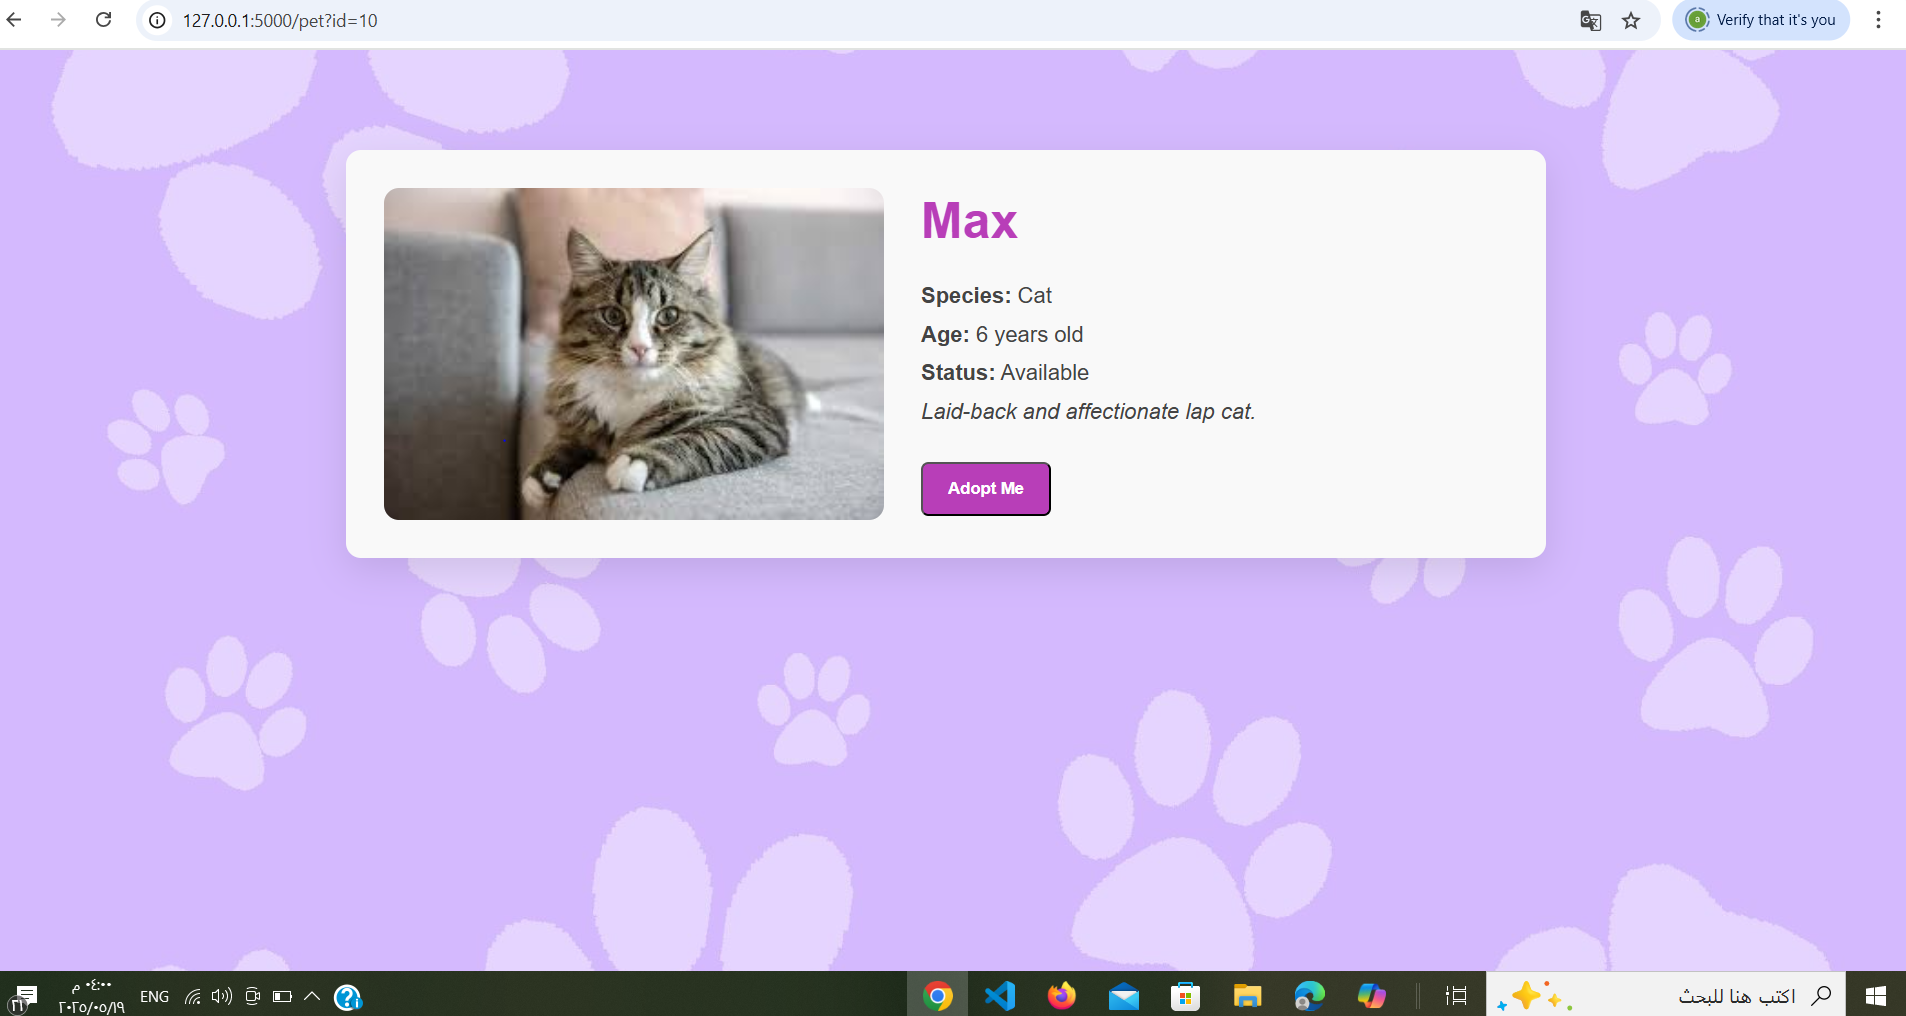 127.0.0.1:5000/pet?id=10
Verify that it's you
Max
Species: Cat
Age: 6 years old
Status: Available
Laid-back and affectionate lap cat.
Adopt Me
٠٤:٠٠ م
ENG
٢٠٢٥/٠٥/١٩
٢١
اكتب هنا للبحث